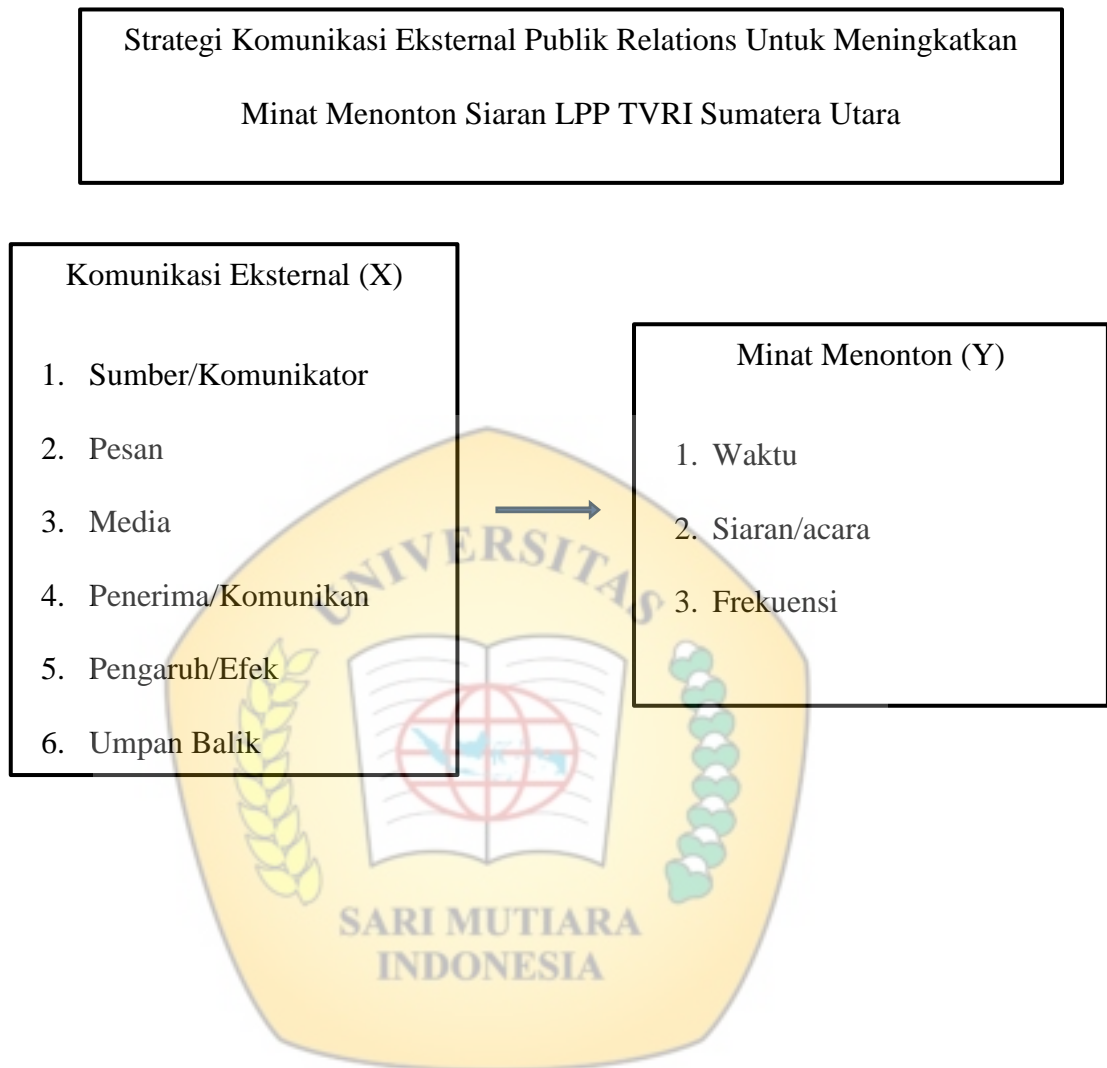 Strategi Komunikasi Eksternal Publik Relations Untuk Meningkatkan
Minat Menonton Siaran LPP TVRI Sumatera Utara
Komunikasi Eksternal (X)
1. Sumber/Komunikator
2. Pesan
3. Media
4. Penerima/Komunikan
5. Pengaruh/Efek
6. Umpan Balik
Minat Menonton (Y)
1. Waktu
2. Siaran/acara
3. Frekuensi
UNIVERSITAS
SARI MUTIARA
INDONESIA